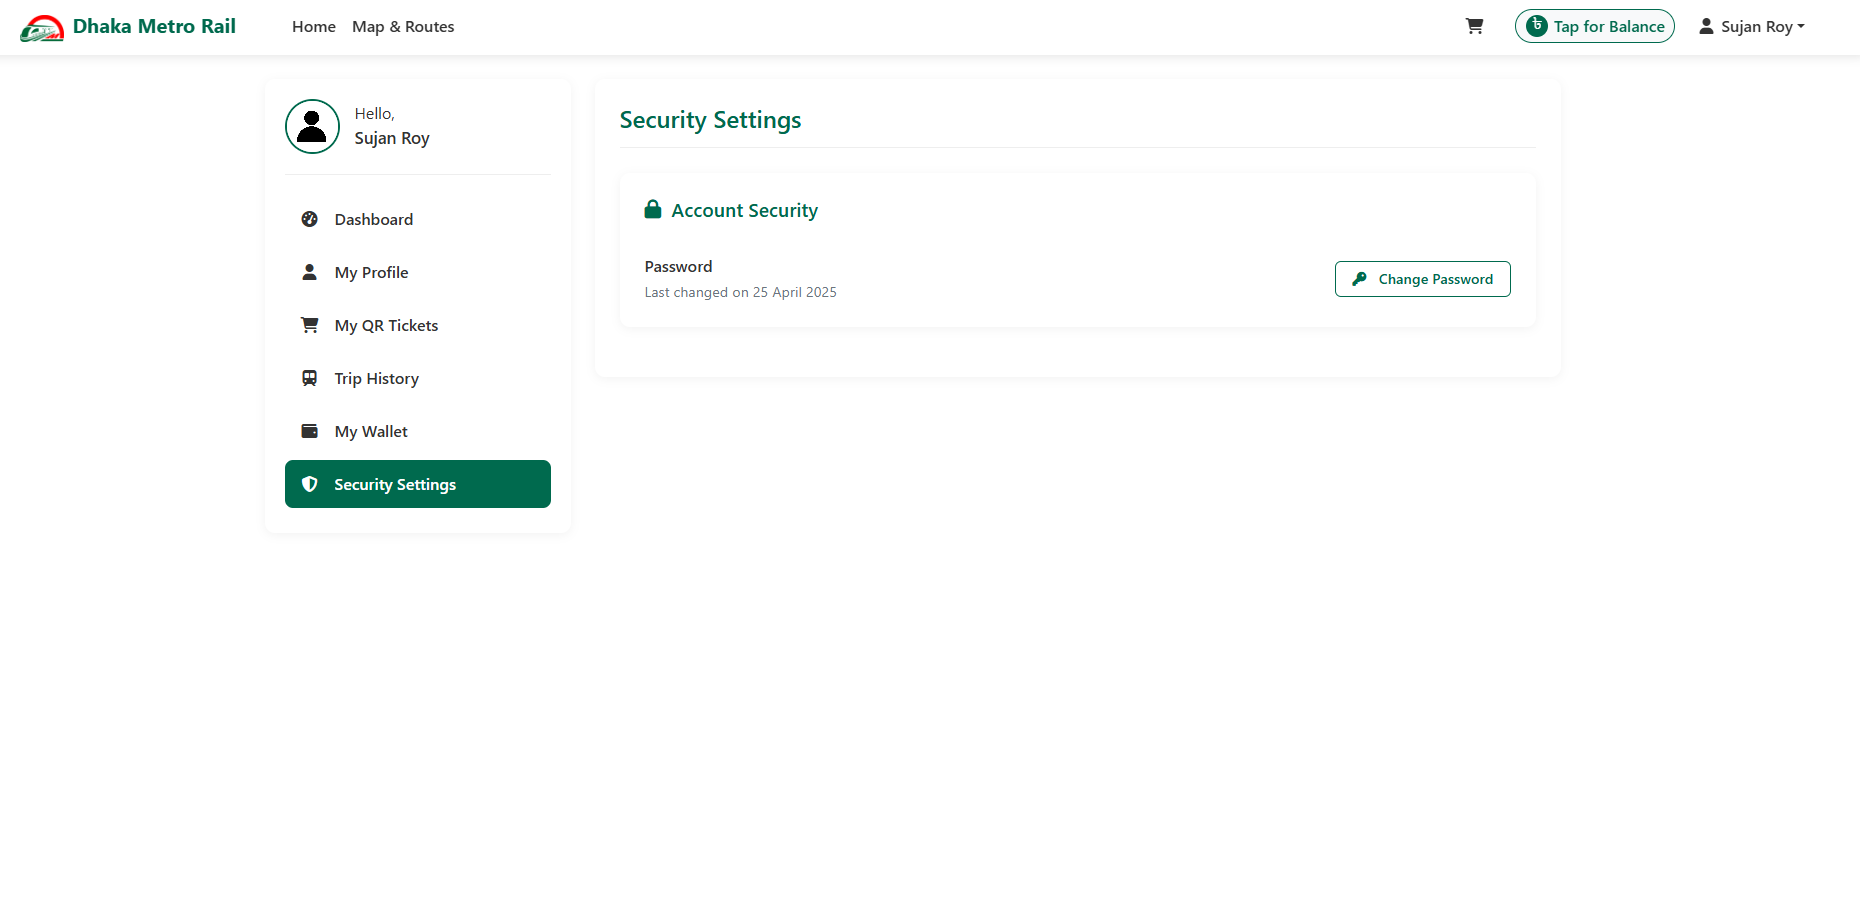 Dhaka Metro Rail
Home
Map & Routes
৳ Tap for Balance
Sujan Roy
Hello,
Sujan Roy
Dashboard
My Profile
My QR Tickets
Trip History
My Wallet
Security Settings
Security Settings
Account Security
Password
Last changed on 25 April 2025
Change Password